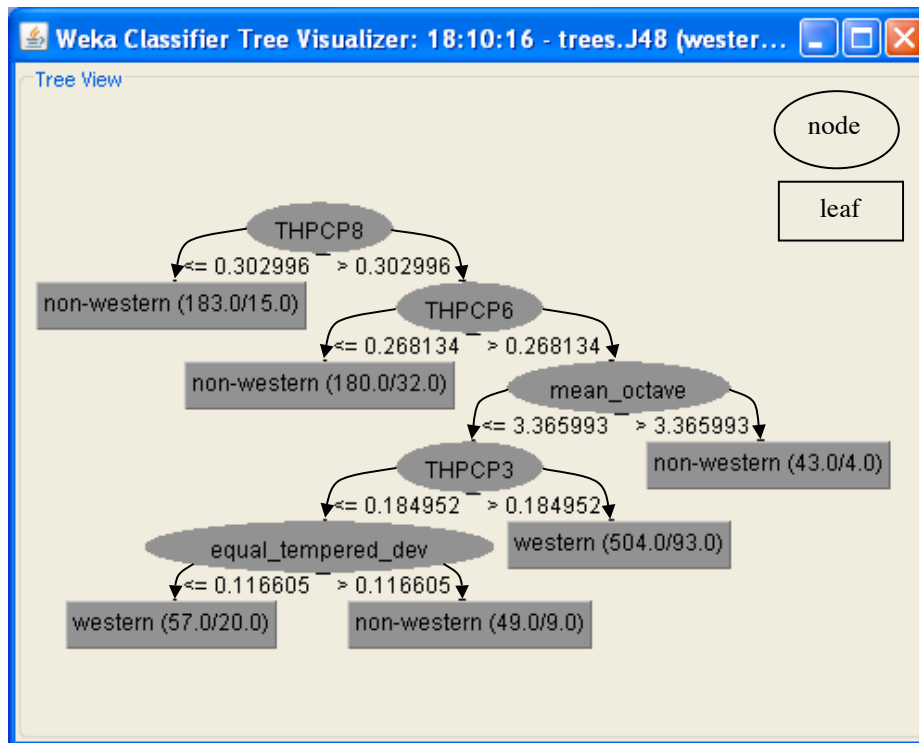 Weka Classifier Tree Visualizer: 18:10:16 - trees.J48 (wester...
Tree View
node
leaf
THPCP8
<= 0.302996 > 0.302996
non-western (183.0/15.0)
THPCP6
<= 0.268134 > 0.268134
non-western (180.0/32.0)
mean_octave
<= 3.365993 > 3.365993
THPCP3
non-western (43.0/4.0)
<= 0.184952 > 0.184952
equal_tempered_dev
western (504.0/93.0)
<= 0.116605 > 0.116605
western (57.0/20.0)
non-western (49.0/9.0)